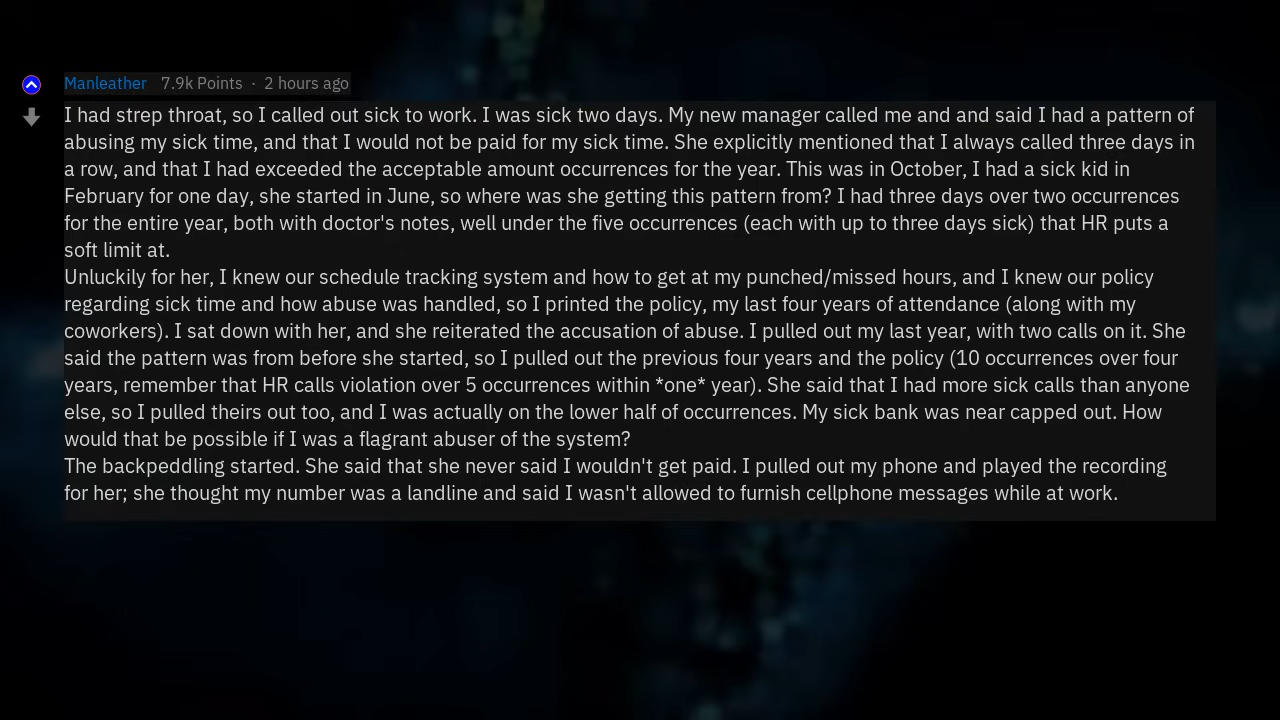 Manleather 7.9k Points · 2 hours ago
I had strep throat, so I called out sick to work. I was sick two days. My new manager called me and and said I had a pattern of
abusing my sick time, and that I would not be paid for my sick time. She explicitly mentioned that I always called three days in
a row, and that I had exceeded the acceptable amount occurrences for the year. This was in October, I had a sick kid in
February for one day, she started in June, so where was she getting this pattern from? I had three days over two occurrences
for the entire year, both with doctor's notes, well under the five occurrences (each with up to three days sick) that HR puts a
soft limit at.
Unluckily for her, I knew our schedule tracking system and how to get at my punched/missed hours, and I knew our policy
regarding sick time and how abuse was handled, so I printed the policy, my last four years of attendance (along with my
coworkers). I sat down with her, and she reiterated the accusation of abuse. I pulled out my last year, with two calls on it. She
said the pattern was from before she started, so I pulled out the previous four years and the policy (10 occurrences over four
years, remember that HR calls violation over 5 occurrences within *one* year). She said that I had more sick calls than anyone
else, so I pulled theirs out too, and I was actually on the lower half of occurrences. My sick bank was near capped out. How
would that be possible if I was a flagrant abuser of the system?
The backpeddling started. She said that she never said I wouldn't get paid. I pulled out my phone and played the recording
for her; she thought my number was a landline and said I wasn't allowed to furnish cellphone messages while at work.